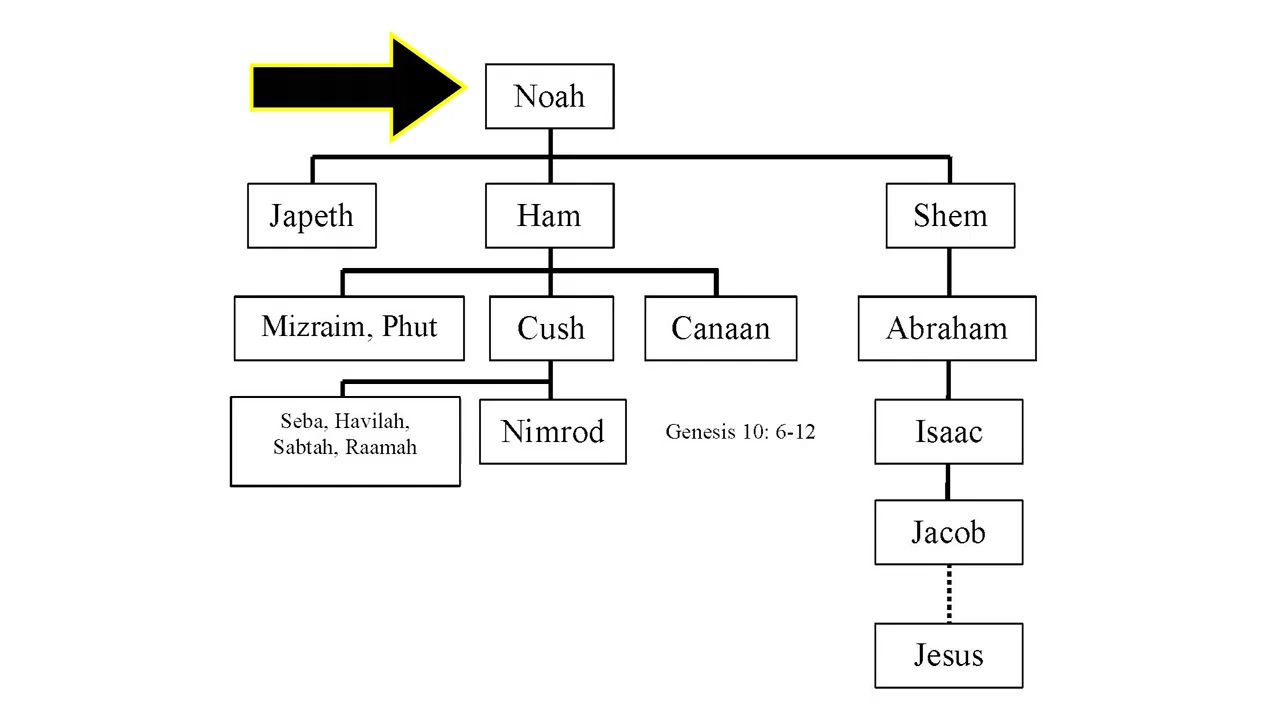 Noah
Japeth
Ham
Shem
Mizraim, Phut
Cush
Canaan
Abraham
Seba, Havilah,
Sabtah, Raamah
Nimrod
Genesis 10: 6-12
Isaac
Jacob
Jesus